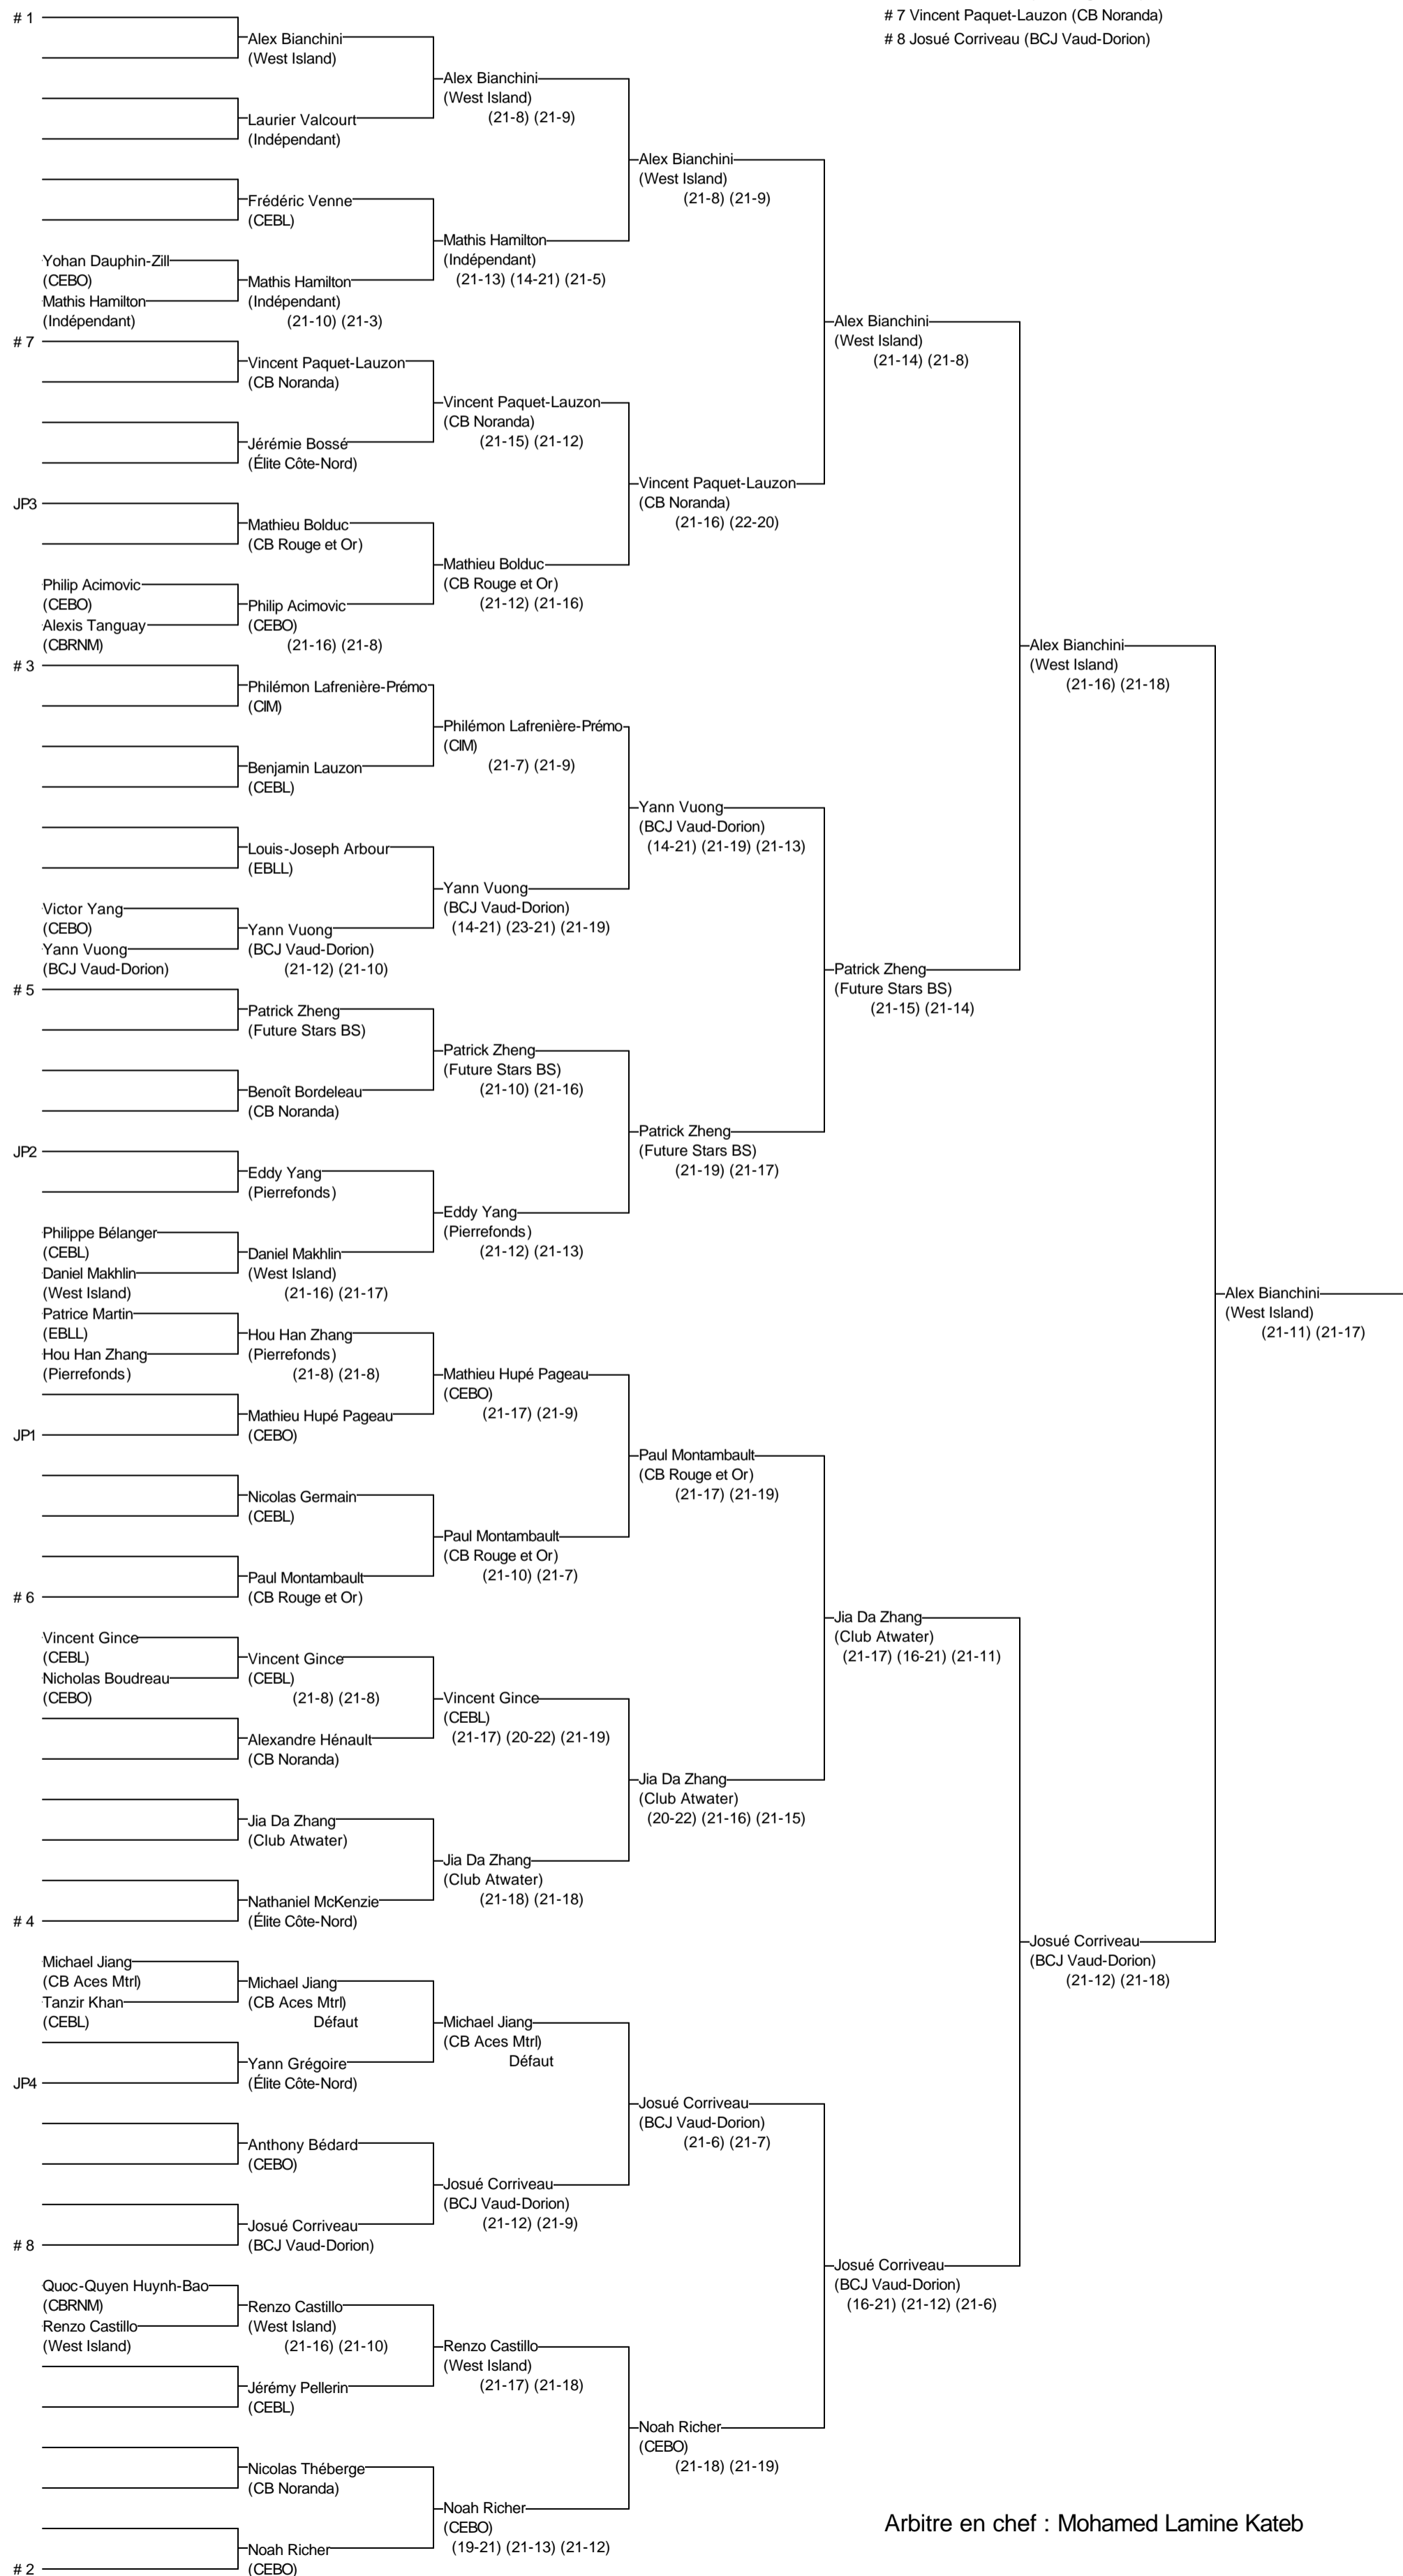 # 7 Vincent Paquet-Lauzon (CB Noranda)
# 8 Josué Corriveau (BCJ Vaud-Dorion)
# 1
Yohan Dauphin-Zill
(CEBO)
Mathis Hamilton
(Indépendant)
# 7
JP3
Philip Acimovic
(CEBO)
Alexis Tanguay
(CBRNM)
# 3
Victor Yang
(CEBO)
Yann Vuong
(BCJ Vaud-Dorion)
# 5
JP2
Philippe Bélanger
(CEBL)
Daniel Makhlin
(West Island)
Patrice Martin
(EBLL)
Hou Han Zhang
(Pierrefonds)
JP1
# 6
Vincent Gince
(CEBL)
Nicholas Boudreau
(CEBO)
# 4
Michael Jiang
(CB Aces Mtrl)
Tanzir Khan
(CEBL)
JP4
# 8
Quoc-Quyen Huynh-Bao
(CBRNM)
Renzo Castillo
(West Island)
# 2
Alex Bianchini
(West Island)
Laurier Valcourt
(Indépendant)
Frédéric Venne
(CEBL)
Mathis Hamilton
(Indépendant)
(21-10) (21-3)
Vincent Paquet-Lauzon
(CB Noranda)
Jérémie Bossé
(Élite Côte-Nord)
Mathieu Bolduc
(CB Rouge et Or)
Philip Acimovic
(CEBO)
(21-16) (21-8)
Philémon Lafrenière-Prémo
(CIM)
Benjamin Lauzon
(CEBL)
Louis-Joseph Arbour
(EBLL)
Yann Vuong
(BCJ Vaud-Dorion)
(21-12) (21-10)
Patrick Zheng
(Future Stars BS)
Benoît Bordeleau
(CB Noranda)
Eddy Yang
(Pierrefonds)
Daniel Makhlin
(West Island)
(21-16) (21-17)
Hou Han Zhang
(Pierrefonds)
(21-8) (21-8)
Mathieu Hupé Pageau
(CEBO)
Nicolas Germain
(CEBL)
Paul Montambault
(CB Rouge et Or)
Vincent Gince
(CEBL)
(21-8) (21-8)
Alexandre Hénault
(CB Noranda)
Jia Da Zhang
(Club Atwater)
Nathaniel McKenzie
(Élite Côte-Nord)
Michael Jiang
(CB Aces Mtrl)
Défaut
Yann Grégoire
(Élite Côte-Nord)
Anthony Bédard
(CEBO)
Josué Corriveau
(BCJ Vaud-Dorion)
Renzo Castillo
(West Island)
(21-16) (21-10)
Jérémy Pellerin
(CEBL)
Nicolas Théberge
(CB Noranda)
Noah Richer
(CEBO)
Alex Bianchini
(West Island)
(21-8) (21-9)
Mathis Hamilton
(Indépendant)
(21-13) (14-21) (21-5)
Vincent Paquet-Lauzon
(CB Noranda)
(21-15) (21-12)
Mathieu Bolduc
(CB Rouge et Or)
(21-12) (21-16)
Philémon Lafrenière-Prémo
(CIM)
(21-7) (21-9)
Yann Vuong
(BCJ Vaud-Dorion)
(14-21) (23-21) (21-19)
Patrick Zheng
(Future Stars BS)
(21-10) (21-16)
Eddy Yang
(Pierrefonds)
(21-12) (21-13)
Mathieu Hupé Pageau
(CEBO)
(21-17) (21-9)
Paul Montambault
(CB Rouge et Or)
(21-10) (21-7)
Vincent Gince
(CEBL)
(21-17) (20-22) (21-19)
Jia Da Zhang
(Club Atwater)
(21-18) (21-18)
Michael Jiang
(CB Aces Mtrl)
Défaut
Josué Corriveau
(BCJ Vaud-Dorion)
(21-12) (21-9)
Renzo Castillo
(West Island)
(21-17) (21-18)
Noah Richer
(CEBO)
(19-21) (21-13) (21-12)
Alex Bianchini
(West Island)
(21-8) (21-9)
Vincent Paquet-Lauzon
(CB Noranda)
(21-16) (22-20)
Yann Vuong
(BCJ Vaud-Dorion)
(14-21) (21-19) (21-13)
Patrick Zheng
(Future Stars BS)
(21-19) (21-17)
Paul Montambault
(CB Rouge et Or)
(21-17) (21-19)
Jia Da Zhang
(Club Atwater)
(20-22) (21-16) (21-15)
Josué Corriveau
(BCJ Vaud-Dorion)
(21-6) (21-7)
Noah Richer
(CEBO)
(21-18) (21-19)
Alex Bianchini
(West Island)
(21-14) (21-8)
Patrick Zheng
(Future Stars BS)
(21-15) (21-14)
Jia Da Zhang
(Club Atwater)
(21-17) (16-21) (21-11)
Josué Corriveau
(BCJ Vaud-Dorion)
(16-21) (21-12) (21-6)
Alex Bianchini
(West Island)
(21-16) (21-18)
Josué Corriveau
(BCJ Vaud-Dorion)
(21-12) (21-18)
Alex Bianchini
(West Island)
(21-11) (21-17)
Arbitre en chef : Mohamed Lamine Kateb